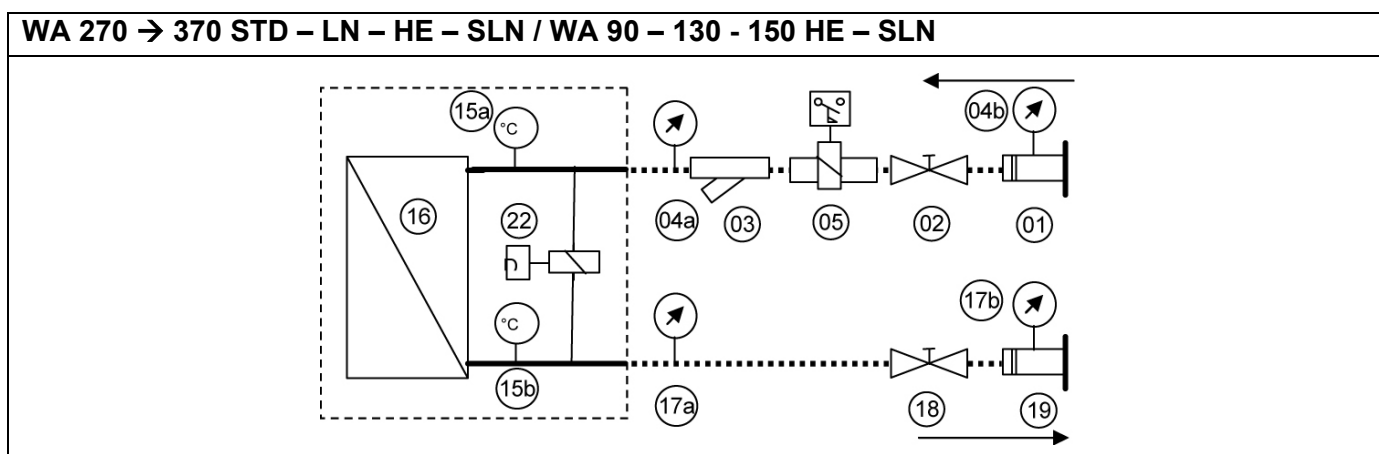 WA 270 → 370 STD – LN – HE – SLN / WA 90 – 130 - 150 HE – SLN
15a
°C
04b
16
22
04a
03
05
02
01
°C
17b
15b
17a
18
19